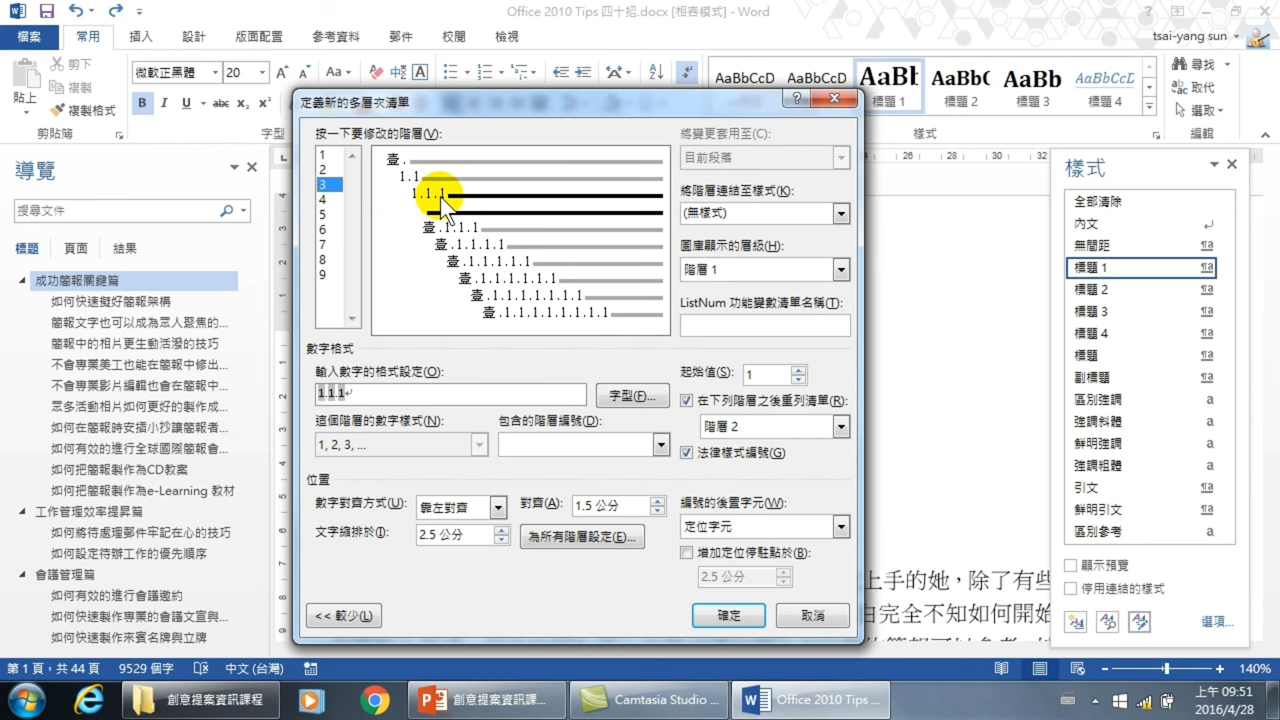 Office 2010 Tips 四十招.docx [相容模式] - Word
檔案 常用 插入 設計 版面配置 參考資料 郵件 校閱 檢視
tsai-yang sun
貼上
剪下
複製
複製格式
剪貼簿
微軟正黑體 20
Aa
B I U abc x₂ x²
字型
AaBbCcD AaBbCcD AaBb AaBbC AaBb AaBbCcL
標題 1 標題 2 標題 3 標題 4
樣式
尋找
取代
選取
編輯
導覽
搜尋文件
標題 頁面 結果
成功簡報關鍵篇
如何快速擬好簡報架構
簡報文字也可以成為眾人聚焦的...
簡報中的相片更生動活潑的技巧
不會專業美工也能在簡報中修出...
不會專業影片編輯也會在簡報中...
眾多活動相片如何更好的製作成...
如何在簡報時安插小抄讓簡報者...
如何有效的進行全球國際簡報會...
如何把簡報製作為CD教案
如何把簡報製作為e-Learning 教材
工作管理效率提昇篇
如何將待處理郵件牢記在心的技巧
如何設定待辦工作的優先順序
會議管理篇
如何有效的進行會議邀約
如何快速製作專業的會議文宣與...
如何快速製作來賓名牌與立牌
定義新的多層次清單
按一下要修改的階層(V):
1
2
3
4
5
6
7
8
9
壹.
1.1
1.1.1
壹.1.1.1
壹.1.1.1.1
壹.1.1.1.1.1
壹.1.1.1.1.1.1
壹.1.1.1.1.1.1.1
壹.1.1.1.1.1.1.1.1
將變更套用至(C):
目前段落
將階層連結至樣式(K):
(無樣式)
圖庫顯示的層級(H):
階層 1
ListNum 功能變數清單名稱(T):
數字格式
輸入數字的格式設定(O):
1.1.1
字型(F)...
這個階層的數字樣式(N):
1, 2, 3, ...
包含的階層編號(D):
起始值(S): 1
在下列階層之後重列清單(R):
階層 2
法律樣式編號(G)
位置
數字對齊方式(U): 靠左對齊
對齊(A): 1.5 公分
文字縮排於(I): 2.5 公分
為所有階層設定(E)...
編號的後置字元(W):
定位字元
增加定位停駐點於(B):
2.5 公分
<< 較少(L)
確定
取消
26 28 30 32
上手的她，除了有些
樣式
全部清除
內文
無間距
標題 1
標題 2
標題 3
標題 4
標題
副標題
區別強調
強調斜體
鮮明強調
強調粗體
引文
鮮明引文
區別參考
顯示預覽
停用連結的樣式
選項...
第 1 頁，共 44 頁 9529 個字 中文 (台灣) 140%
創意提案資訊課程
創意提案資訊課...
Camtasia Studio ...
Office 2010 Tips ...
上午 09:51
2016/4/28